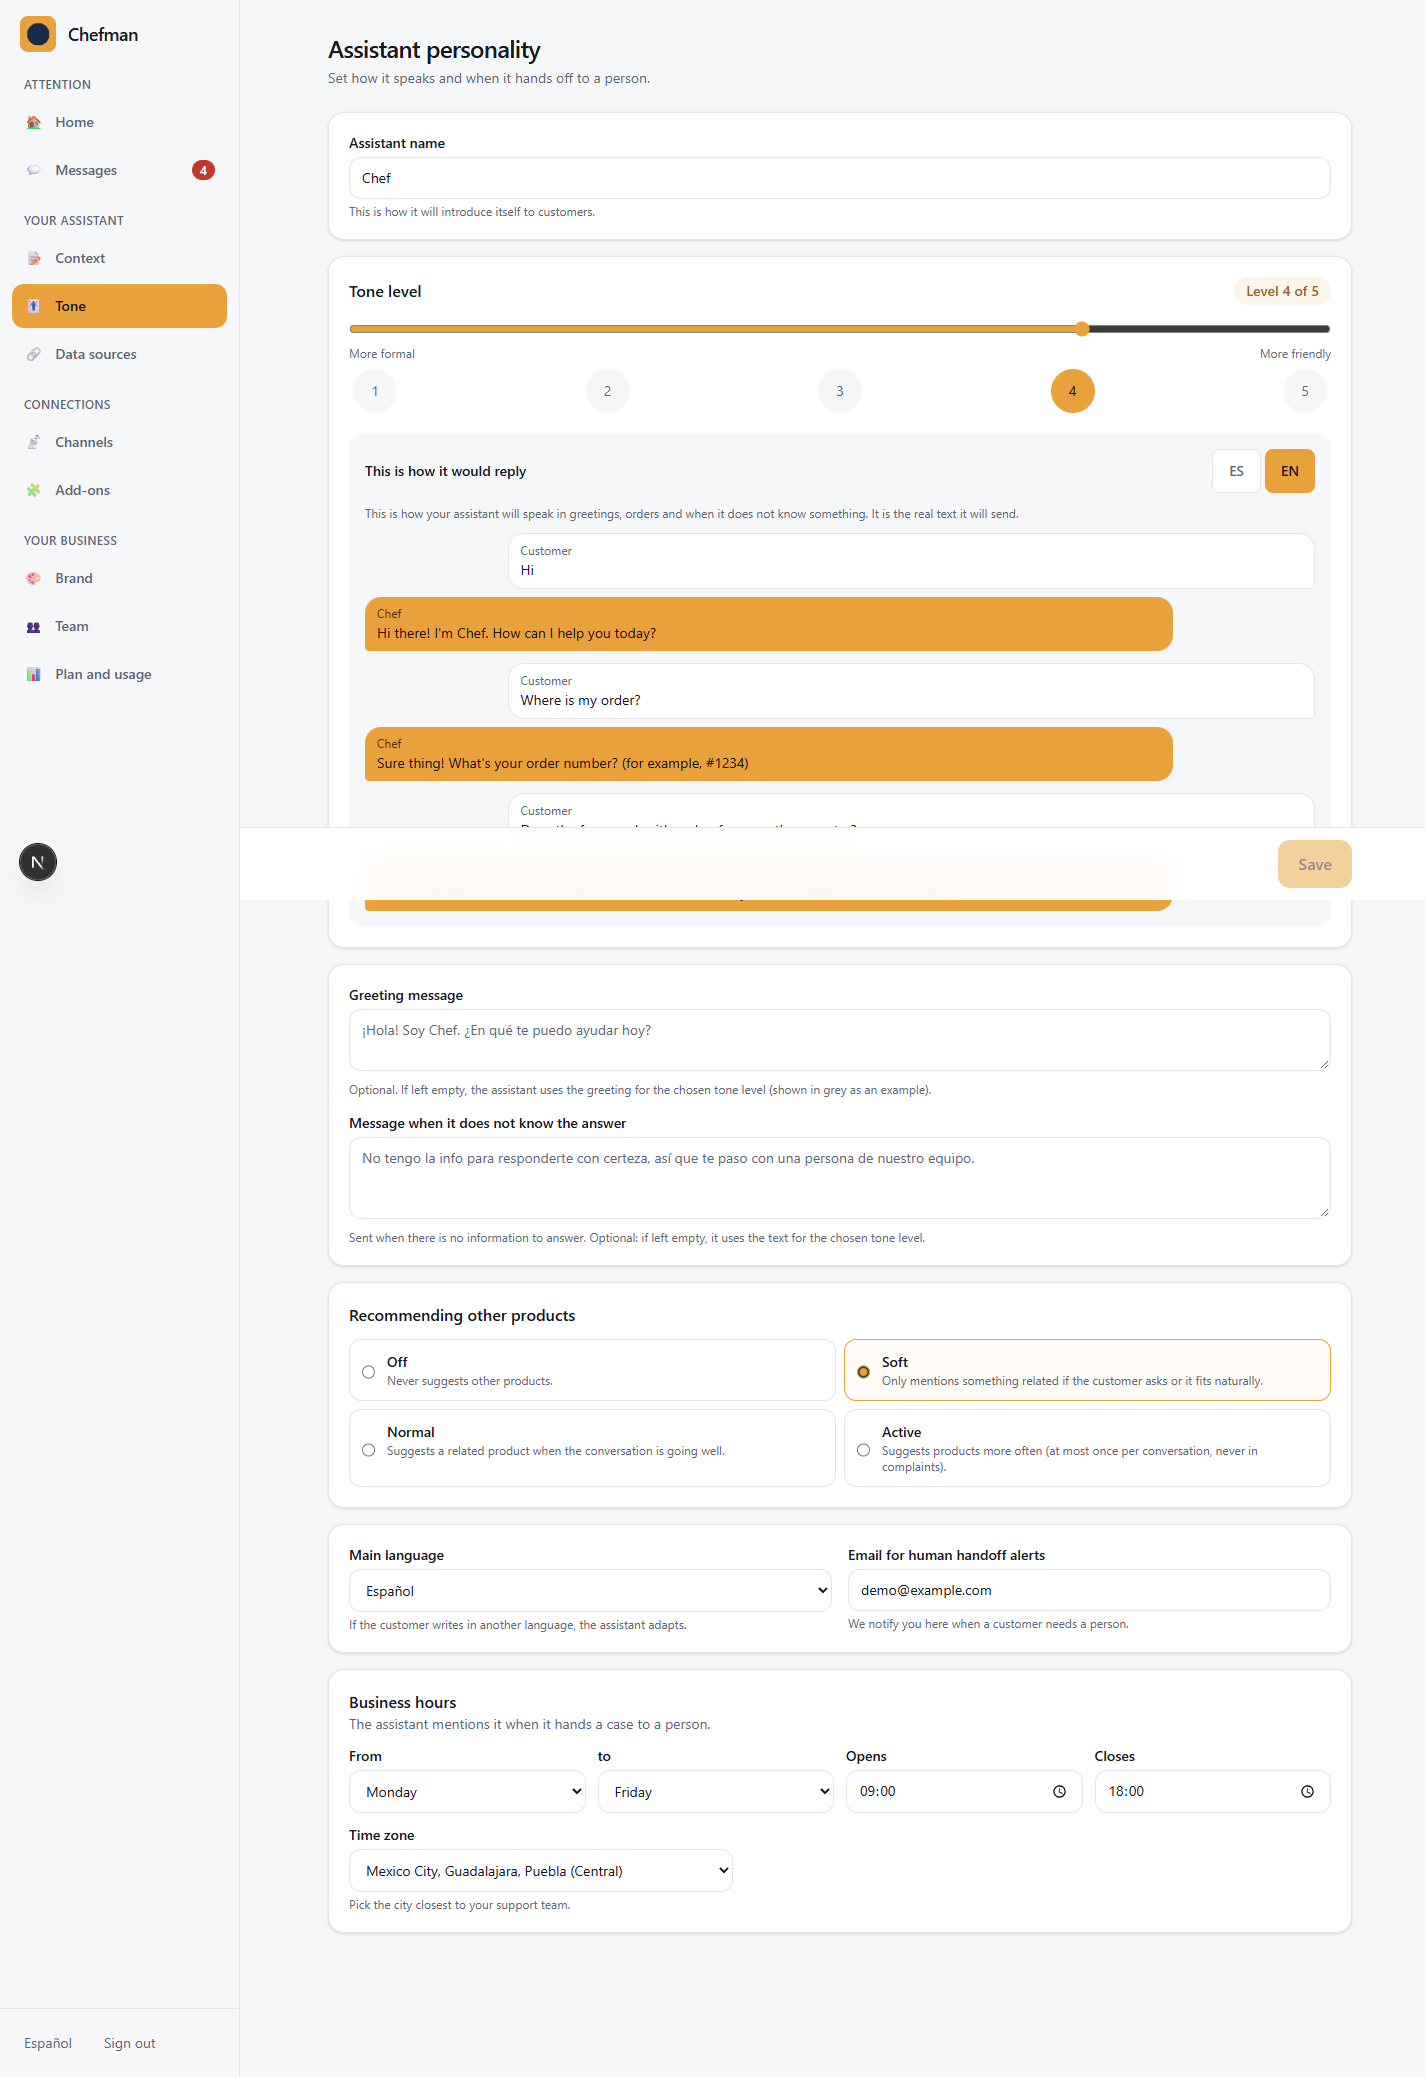 Chefman
ATTENTION
Home
Messages
4
YOUR ASSISTANT
Context
Tone
Data sources
CONNECTIONS
Channels
Add-ons
YOUR BUSINESS
Brand
Team
Plan and usage
N
Español
Sign out
Assistant personality
Set how it speaks and when it hands off to a person.
Assistant name
Chef
This is how it will introduce itself to customers.
Tone level
Level 4 of 5
More formal
More friendly
1
2
3
4
5
This is how it would reply
ES
EN
This is how your assistant will speak in greetings, orders and when it does not know something. It is the real text it will send.
Customer
Hi
Chef
Hi there! I'm Chef. How can I help you today?
Customer
Where is my order?
Chef
Sure thing! What's your order number? (for example, #1234)
Customer
Save
Greeting message
¡Hola! Soy Chef. ¿En qué te puedo ayudar hoy?
Optional. If left empty, the assistant uses the greeting for the chosen tone level (shown in grey as an example).
Message when it does not know the answer
No tengo la info para responderte con certeza, así que te paso con una persona de nuestro equipo.
Sent when there is no information to answer. Optional: if left empty, it uses the text for the chosen tone level.
Recommending other products
Off
Never suggests other products.
Soft
Only mentions something related if the customer asks or it fits naturally.
Normal
Suggests a related product when the conversation is going well.
Active
Suggests products more often (at most once per conversation, never in
complaints).
Main language
Español
If the customer writes in another language, the assistant adapts.
Email for human handoff alerts
demo@example.com
We notify you here when a customer needs a person.
Business hours
The assistant mentions it when it hands a case to a person.
From
to
Opens
Closes
Monday
Friday
09:00
18:00
Time zone
Mexico City, Guadalajara, Puebla (Central)
Pick the city closest to your support team.